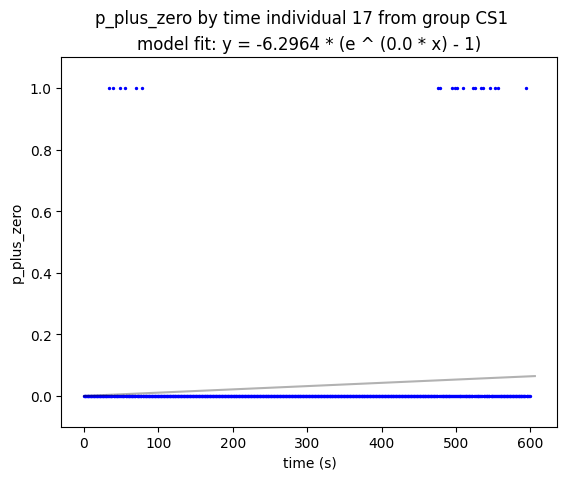 p_plus_zero by time individual 17 from group CS1
model fit: y = -6.2964 * (e ^ (0.0 * x) - 1)
1.0
0.8
0.6
0.4
0.2
0.0
p_plus_zero
0 100 200 300 400 500 600
time (s)